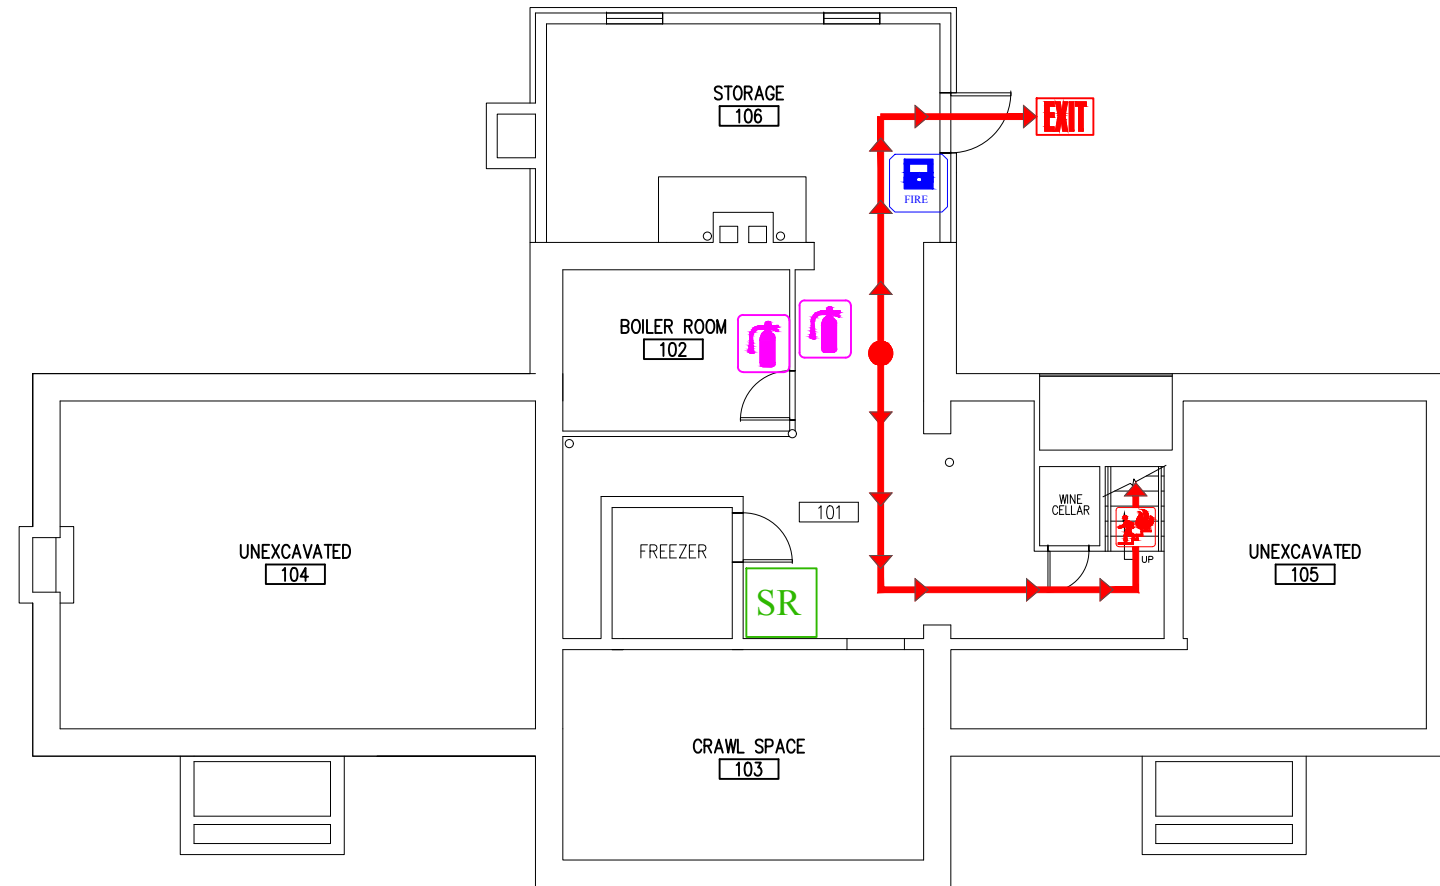 STORAGE
106
EXIT
FIRE
BOILER ROOM
102
WINE
CELLAR
101
FREEZER
UNEXCAVATED
104
UNEXCAVATED
105
UP
SR
CRAWL SPACE
103